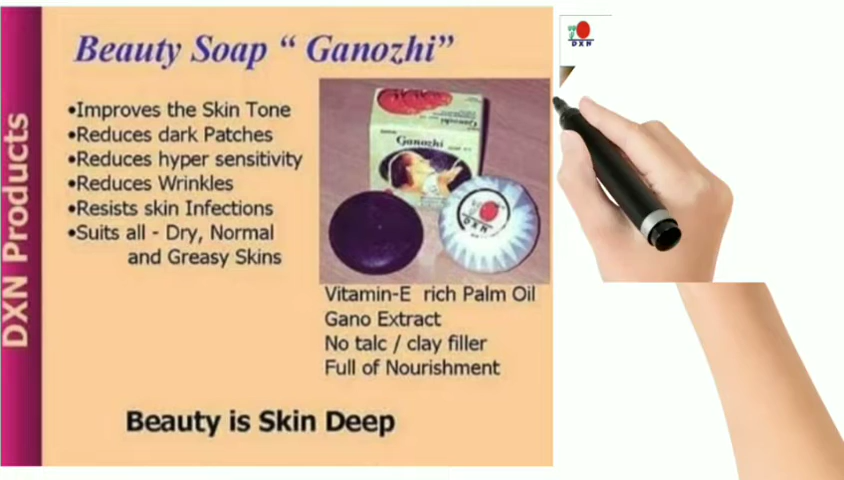 DXN Products
Beauty Soap “ Ganozhi”
•Improves the Skin Tone
•Reduces dark Patches
•Reduces hyper sensitivity
•Reduces Wrinkles
•Resists skin Infections
•Suits all - Dry, Normal
and Greasy Skins
Ganozhi
DXN
Vitamin-E rich Palm Oil
Gano Extract
No talc / clay filler
Full of Nourishment
Beauty is Skin Deep
DXN